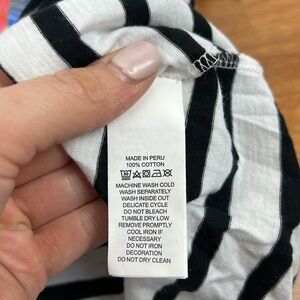 MADE IN PERU
100% COTTON
MACHINE WASH COLD
WASH SEPARATELY
WASH INSIDE OUT
DELICATE CYCLE
DO NOT BLEACH
TUMBLE DRY LOW
REMOVE PROMPTLY
COOL IRON IF
NECESSARY
DO NOT IRON
DECORATION
DO NOT DRY CLEAN